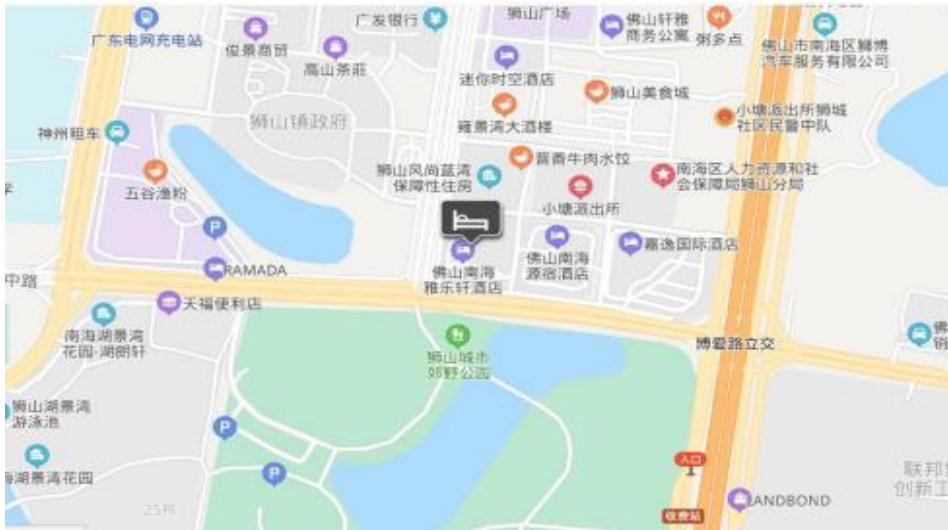 广发银行
狮山广场
佛山轩雅
商务公寓
粥多点
广东电网充电站
俊景商贸
高山茶莊
佛山市南海区狮博
汽车服务有限公司
迷你时空酒店
狮山美食城
雍景湾大酒楼
小塘派出所狮城
社区民警中队
狮山镇政府
神州租车
晋香牛肉水饺
狮山风尚蓝湾
保障性住房
南海区人力资源和社
会保障局狮山分局
五谷渔粉
小塘派出所
P
嘉逸国际酒店
佛山南海
雅乐轩酒店
佛山南海
源宿酒店
RAMADA
中路
天福便利店
南海湖景湾
花园-湖朗轩
狮山城市
郊野公园
博爱路立交
佛
销
狮山湖景湾
游泳池
P
入口
海湖景湾花园
P
联邦
创新工
LANDBOND
收费站